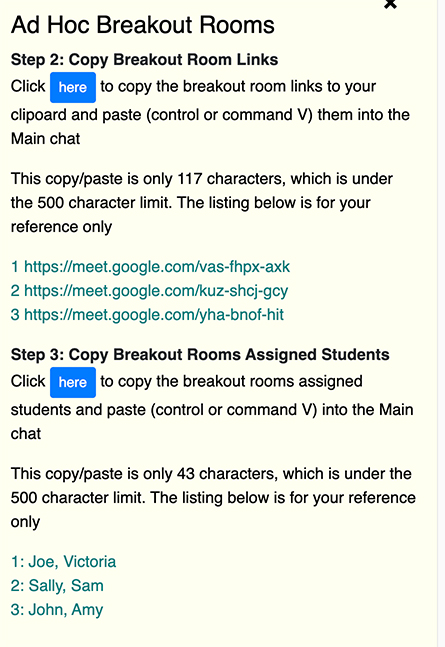 Ad Hoc Breakout Rooms
Step 2: Copy Breakout Room Links
Click here to copy the breakout room links to your
clipoard and paste (control or command V) them into the
Main chat
This copy/paste is only 117 characters, which is under
the 500 character limit. The listing below is for your
reference only
1 https://meet.google.com/vas-fhpx-axk
2 https://meet.google.com/kuz-shcj-gcy
3 https://meet.google.com/yha-bnof-hit
Step 3: Copy Breakout Rooms Assigned Students
Click here to copy the breakout rooms assigned
students and paste (control or command V) into the Main
chat
This copy/paste is only 43 characters, which is under the
500 character limit. The listing below is for your reference
only
1: Joe, Victoria
2: Sally, Sam
3: John, Amy